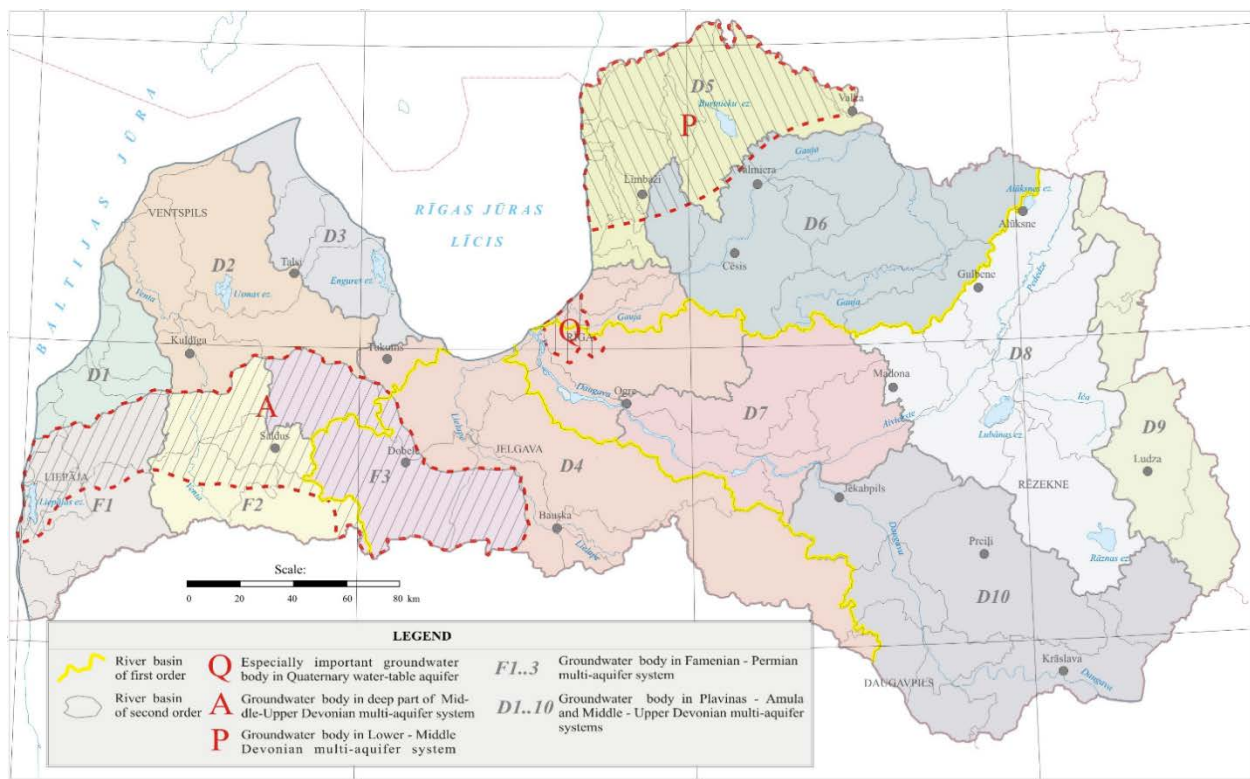 BALTIJAS JŪRA
RĪGAS JŪRAS
LĪCIS
D5
Burtnieku ez.
Valka
P
Gauja
Limbaži
Valmiera
Alūksnes ez.
Alūksne
VENTSPILS
D3
D6
Talsi
Cēsis
Pededze
D2
Engures ez.
Usmas ez.
Gulbene
Venta
Gauja
Gauja
Q
RĪGA
Kuldīga
Tukums
D8
D1
Madona
Daugava
Ogre
Iča
A
Lielupe
D7
Aiviekste
Lubānas ez.
D9
Saldus
Dobele
JELGAVA
Ludza
LIEPĀJA
F3
D4
RĒZEKNE
Liepājas ez.
F1
Venta
F2
Jēkabpils
Bauska
Daugava
Preiļi
Rāznas ez.
Lielupe
Scale:
0 20 40 60 80 km
D10
Krāslava
Daugava
DAUGAVPILS
LEGEND
River basin
of first order
River basin
of second order
Q Especially important groundwater
body in Quaternary water-table aquifer
A Groundwater body in deep part of Mid-
dle-Upper Devonian multi-aquifer system
P Groundwater body in Lower - Middle
Devonian multi-aquifer system
F1..3 Groundwater body in Famenian - Permian
multi-aquifer system
D1..10 Groundwater body in Plavinas - Amula
and Middle - Upper Devonian multi-aquifer
systems